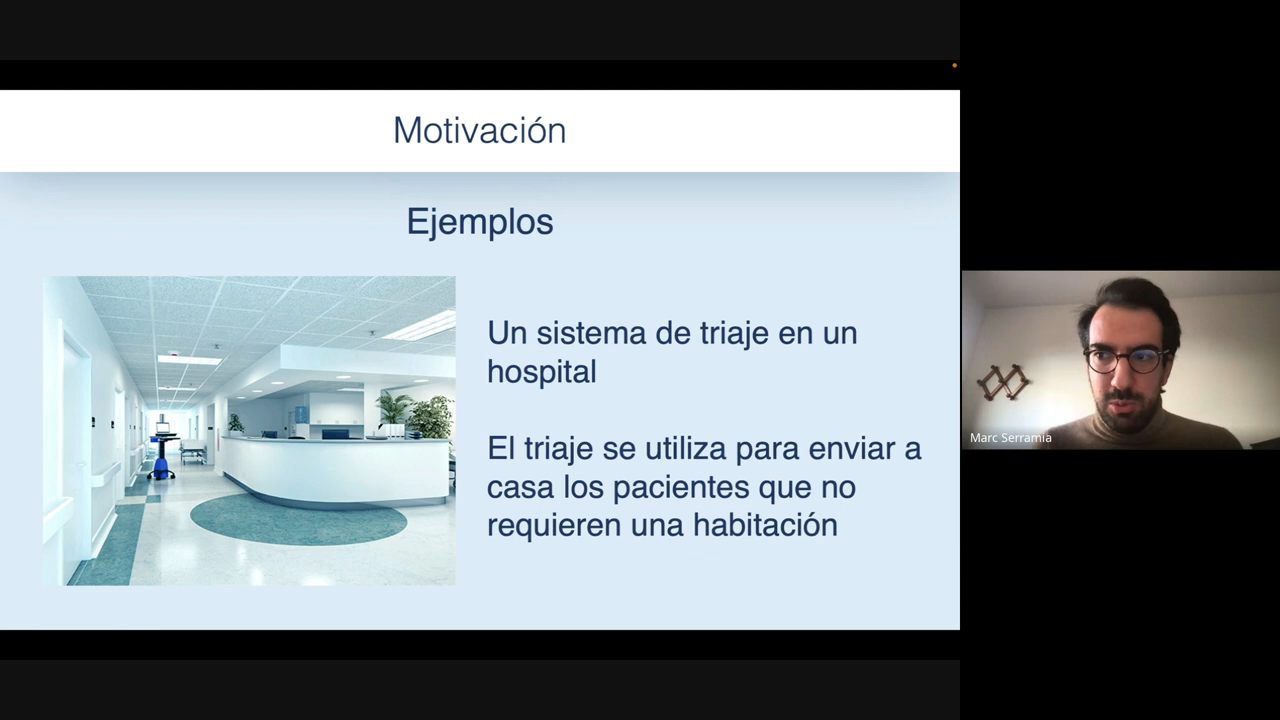 Motivación
Ejemplos
Un sistema de triaje en un
hospital
El triaje se utiliza para enviar a
casa los pacientes que no
requieren una habitación
Marc Serramia